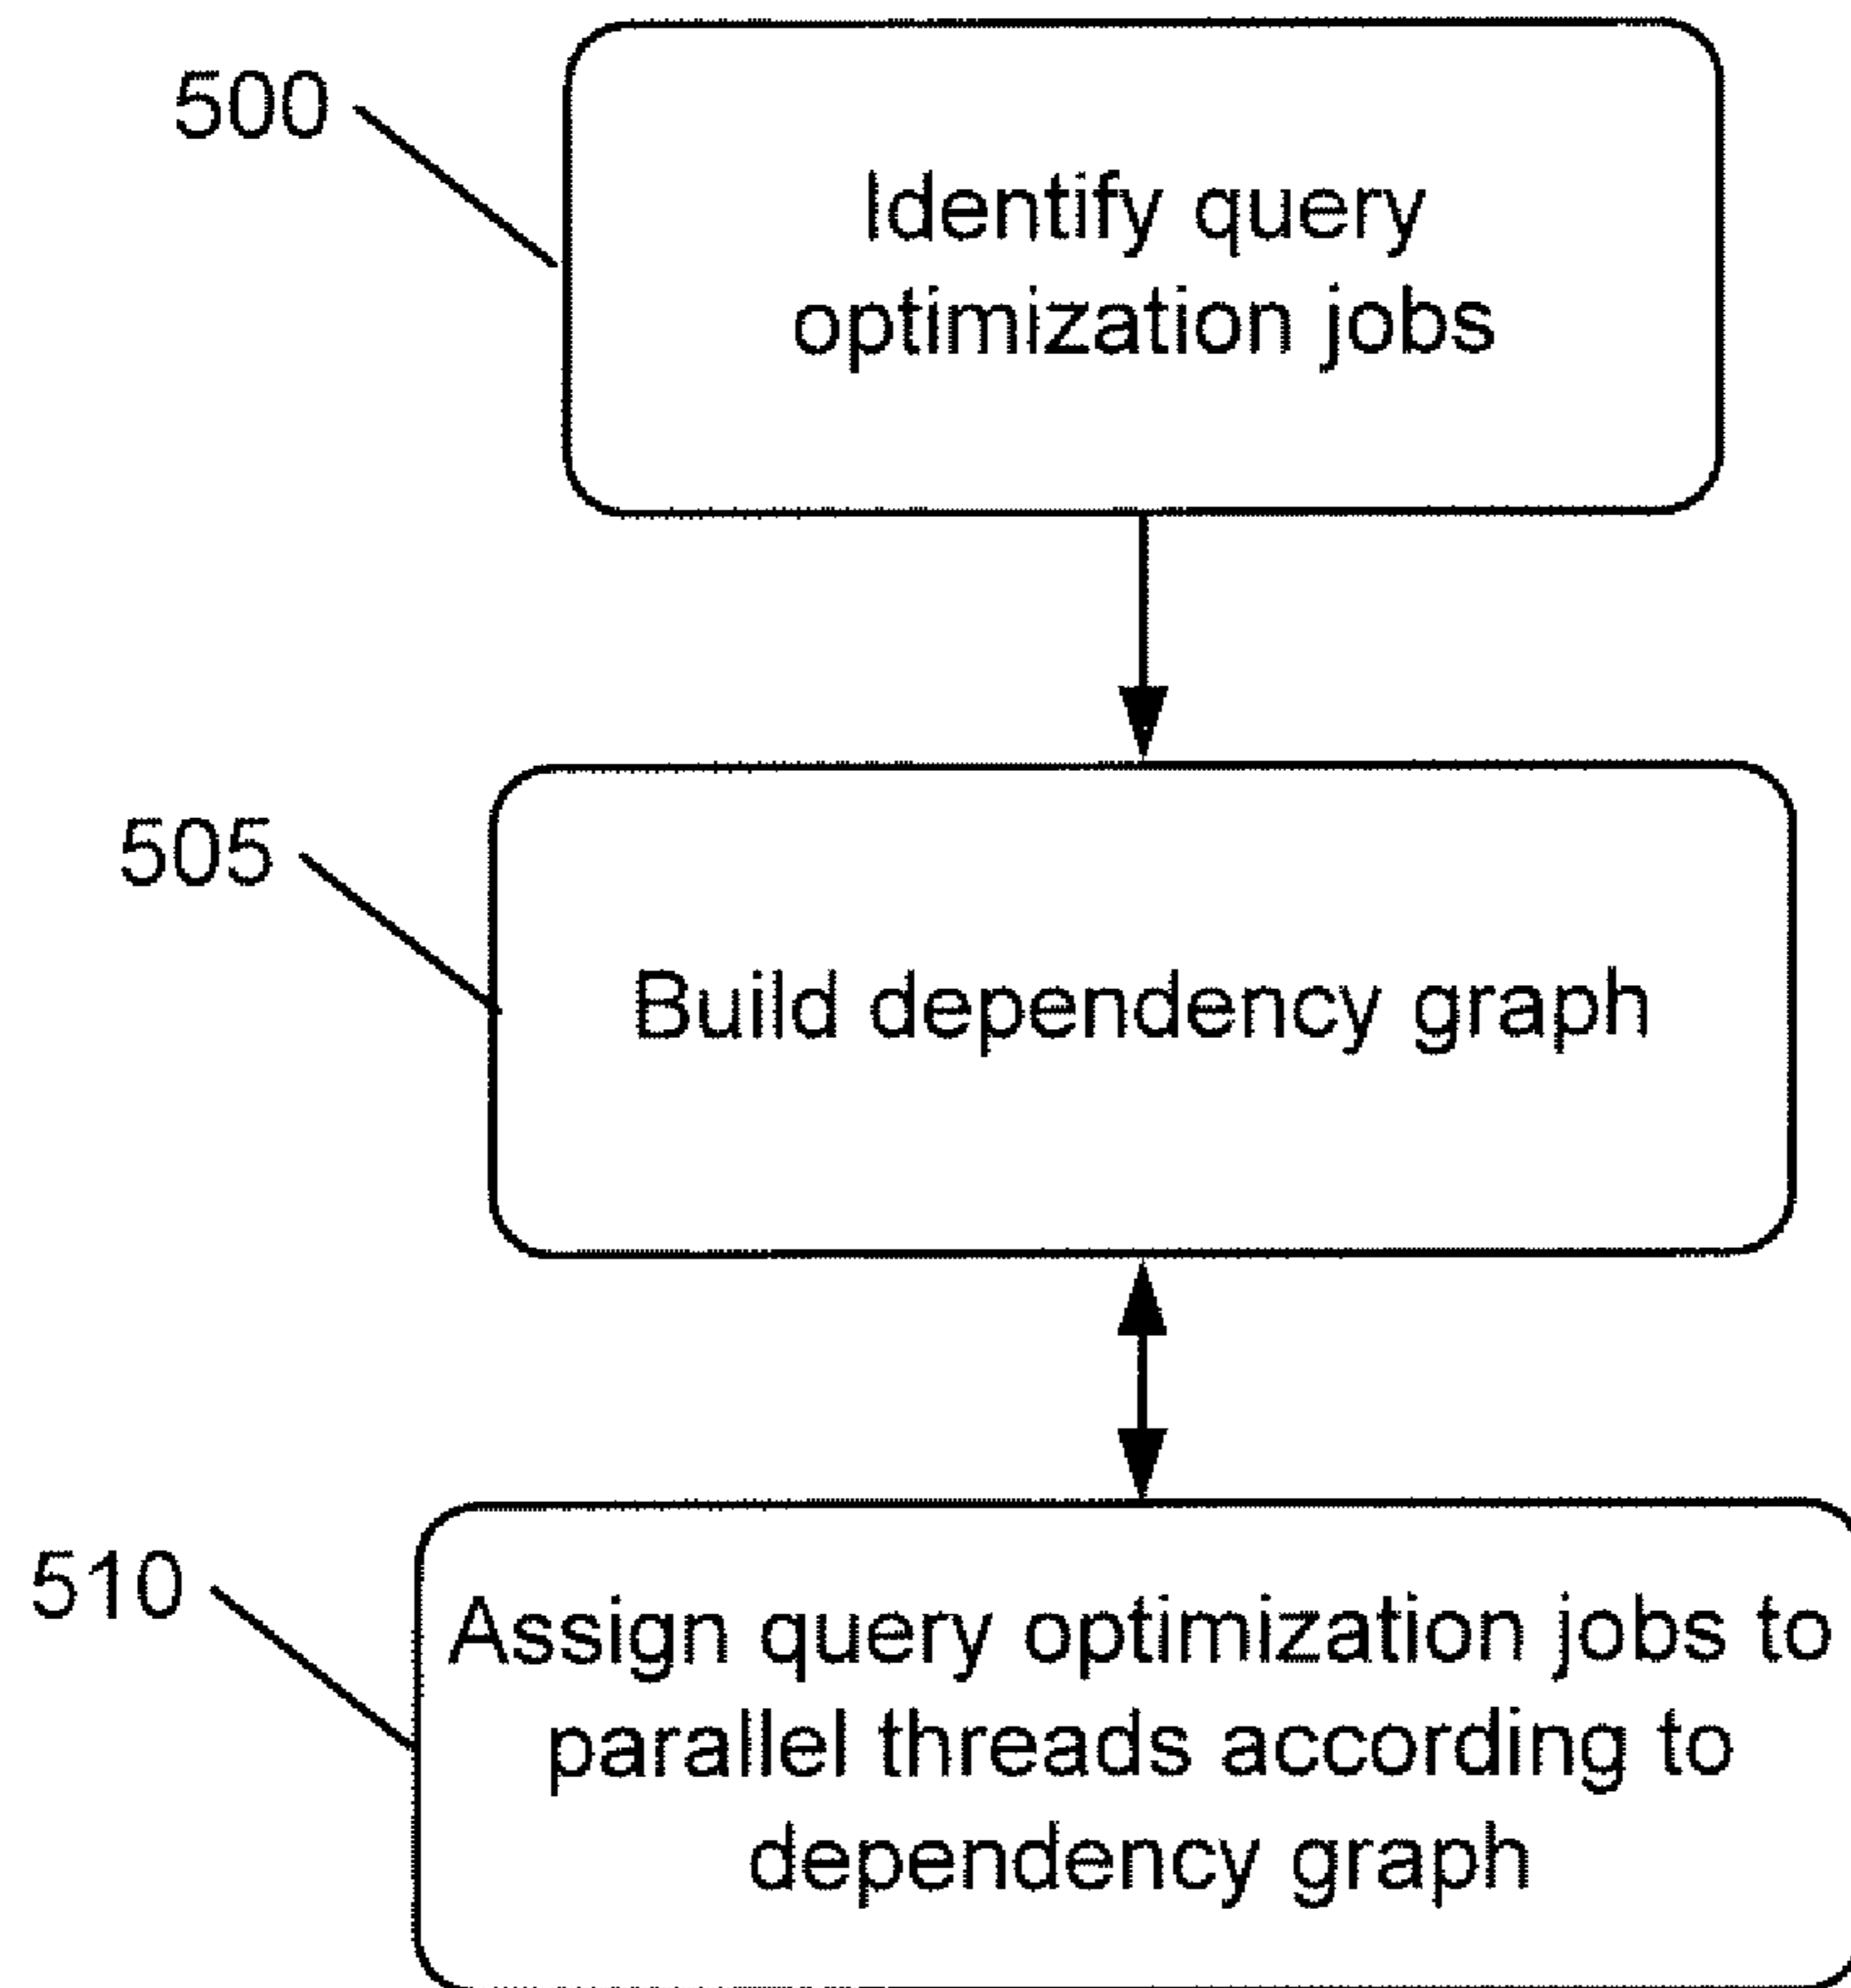 500
Identify query
optimization jobs
505
Build dependency graph
510
Assign query optimization jobs to
parallel threads according to
dependency graph